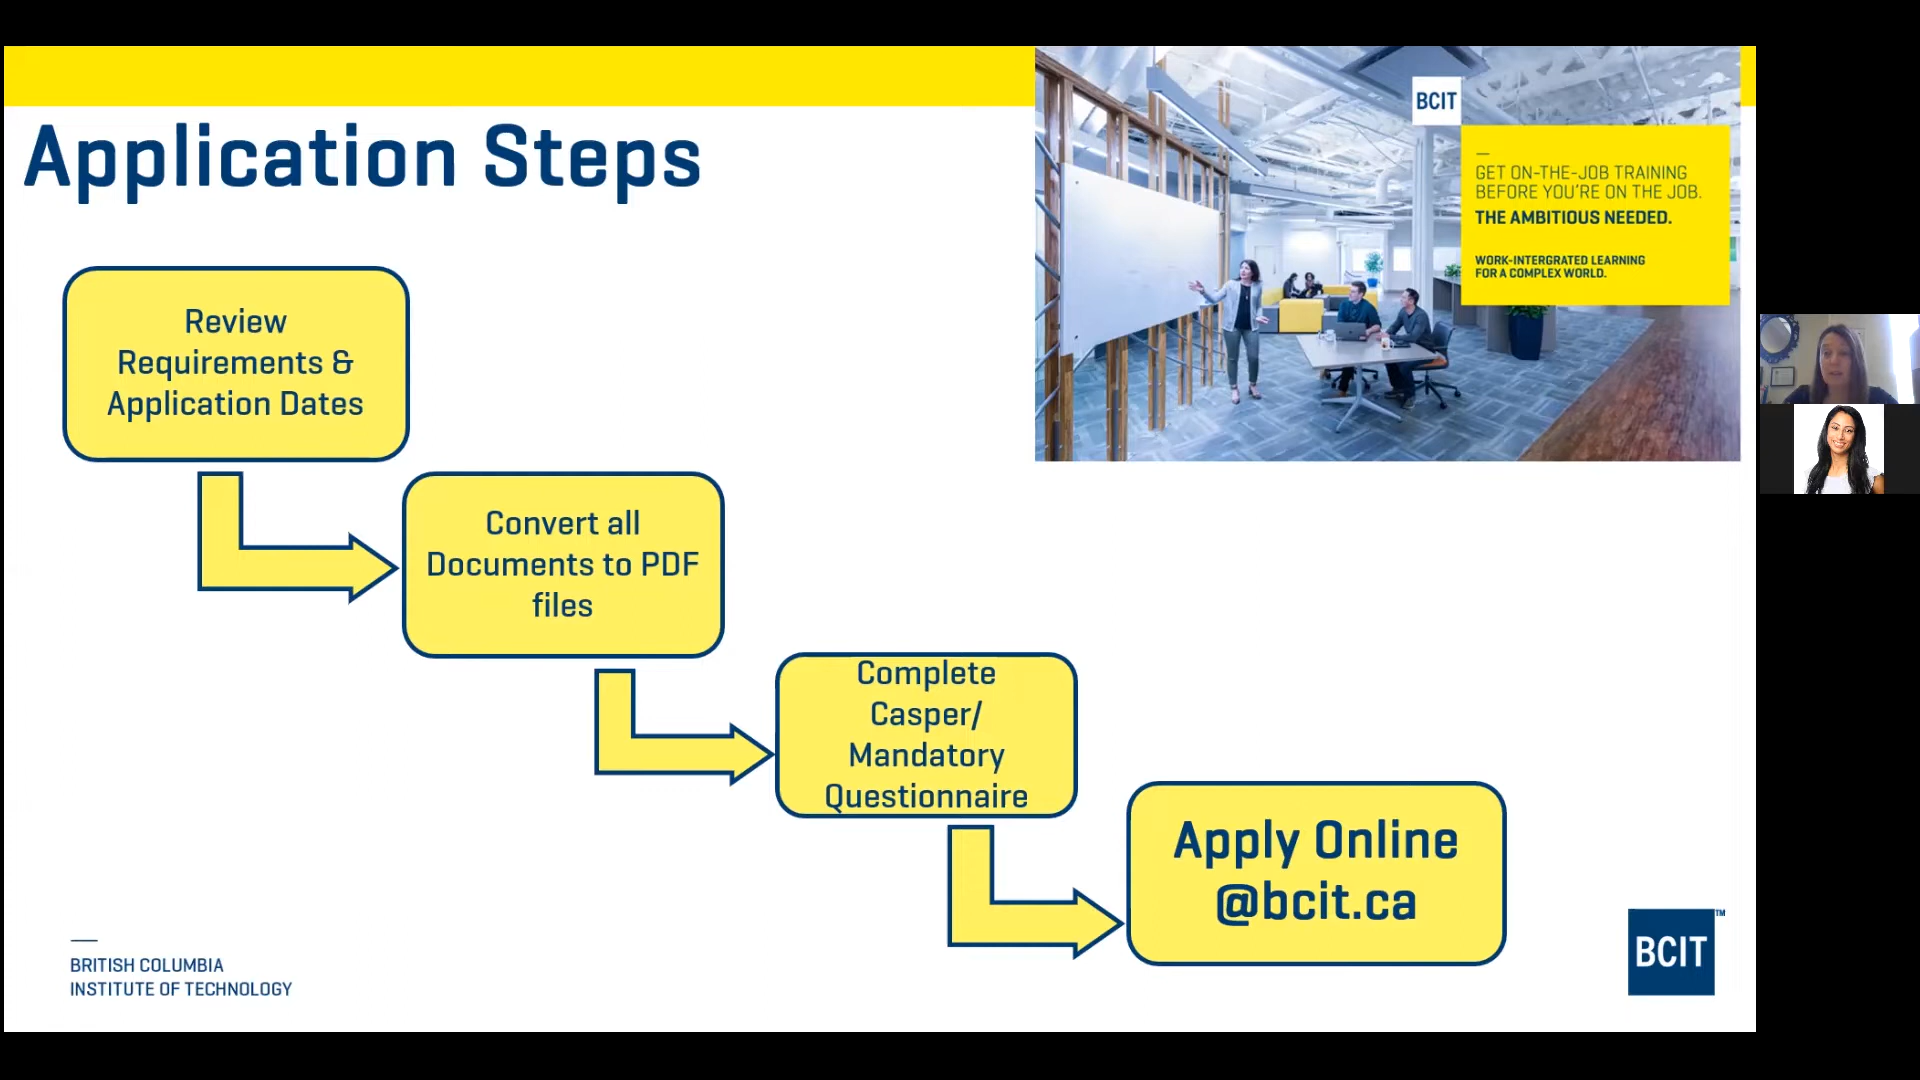 Application Steps
BCIT
GET ON-THE-JOB TRAINING
BEFORE YOU'RE ON THE JOB.
THE AMBITIOUS NEEDED.
WORK-INTERGRATED LEARNING
FOR A COMPLEX WORLD.
Review
Requirements &
Application Dates
Convert all
Documents to PDF
files
Complete
Casper/
Mandatory
Questionnaire
Apply Online
@bcit.ca
BRITISH COLUMBIA
INSTITUTE OF TECHNOLOGY
BCIT™